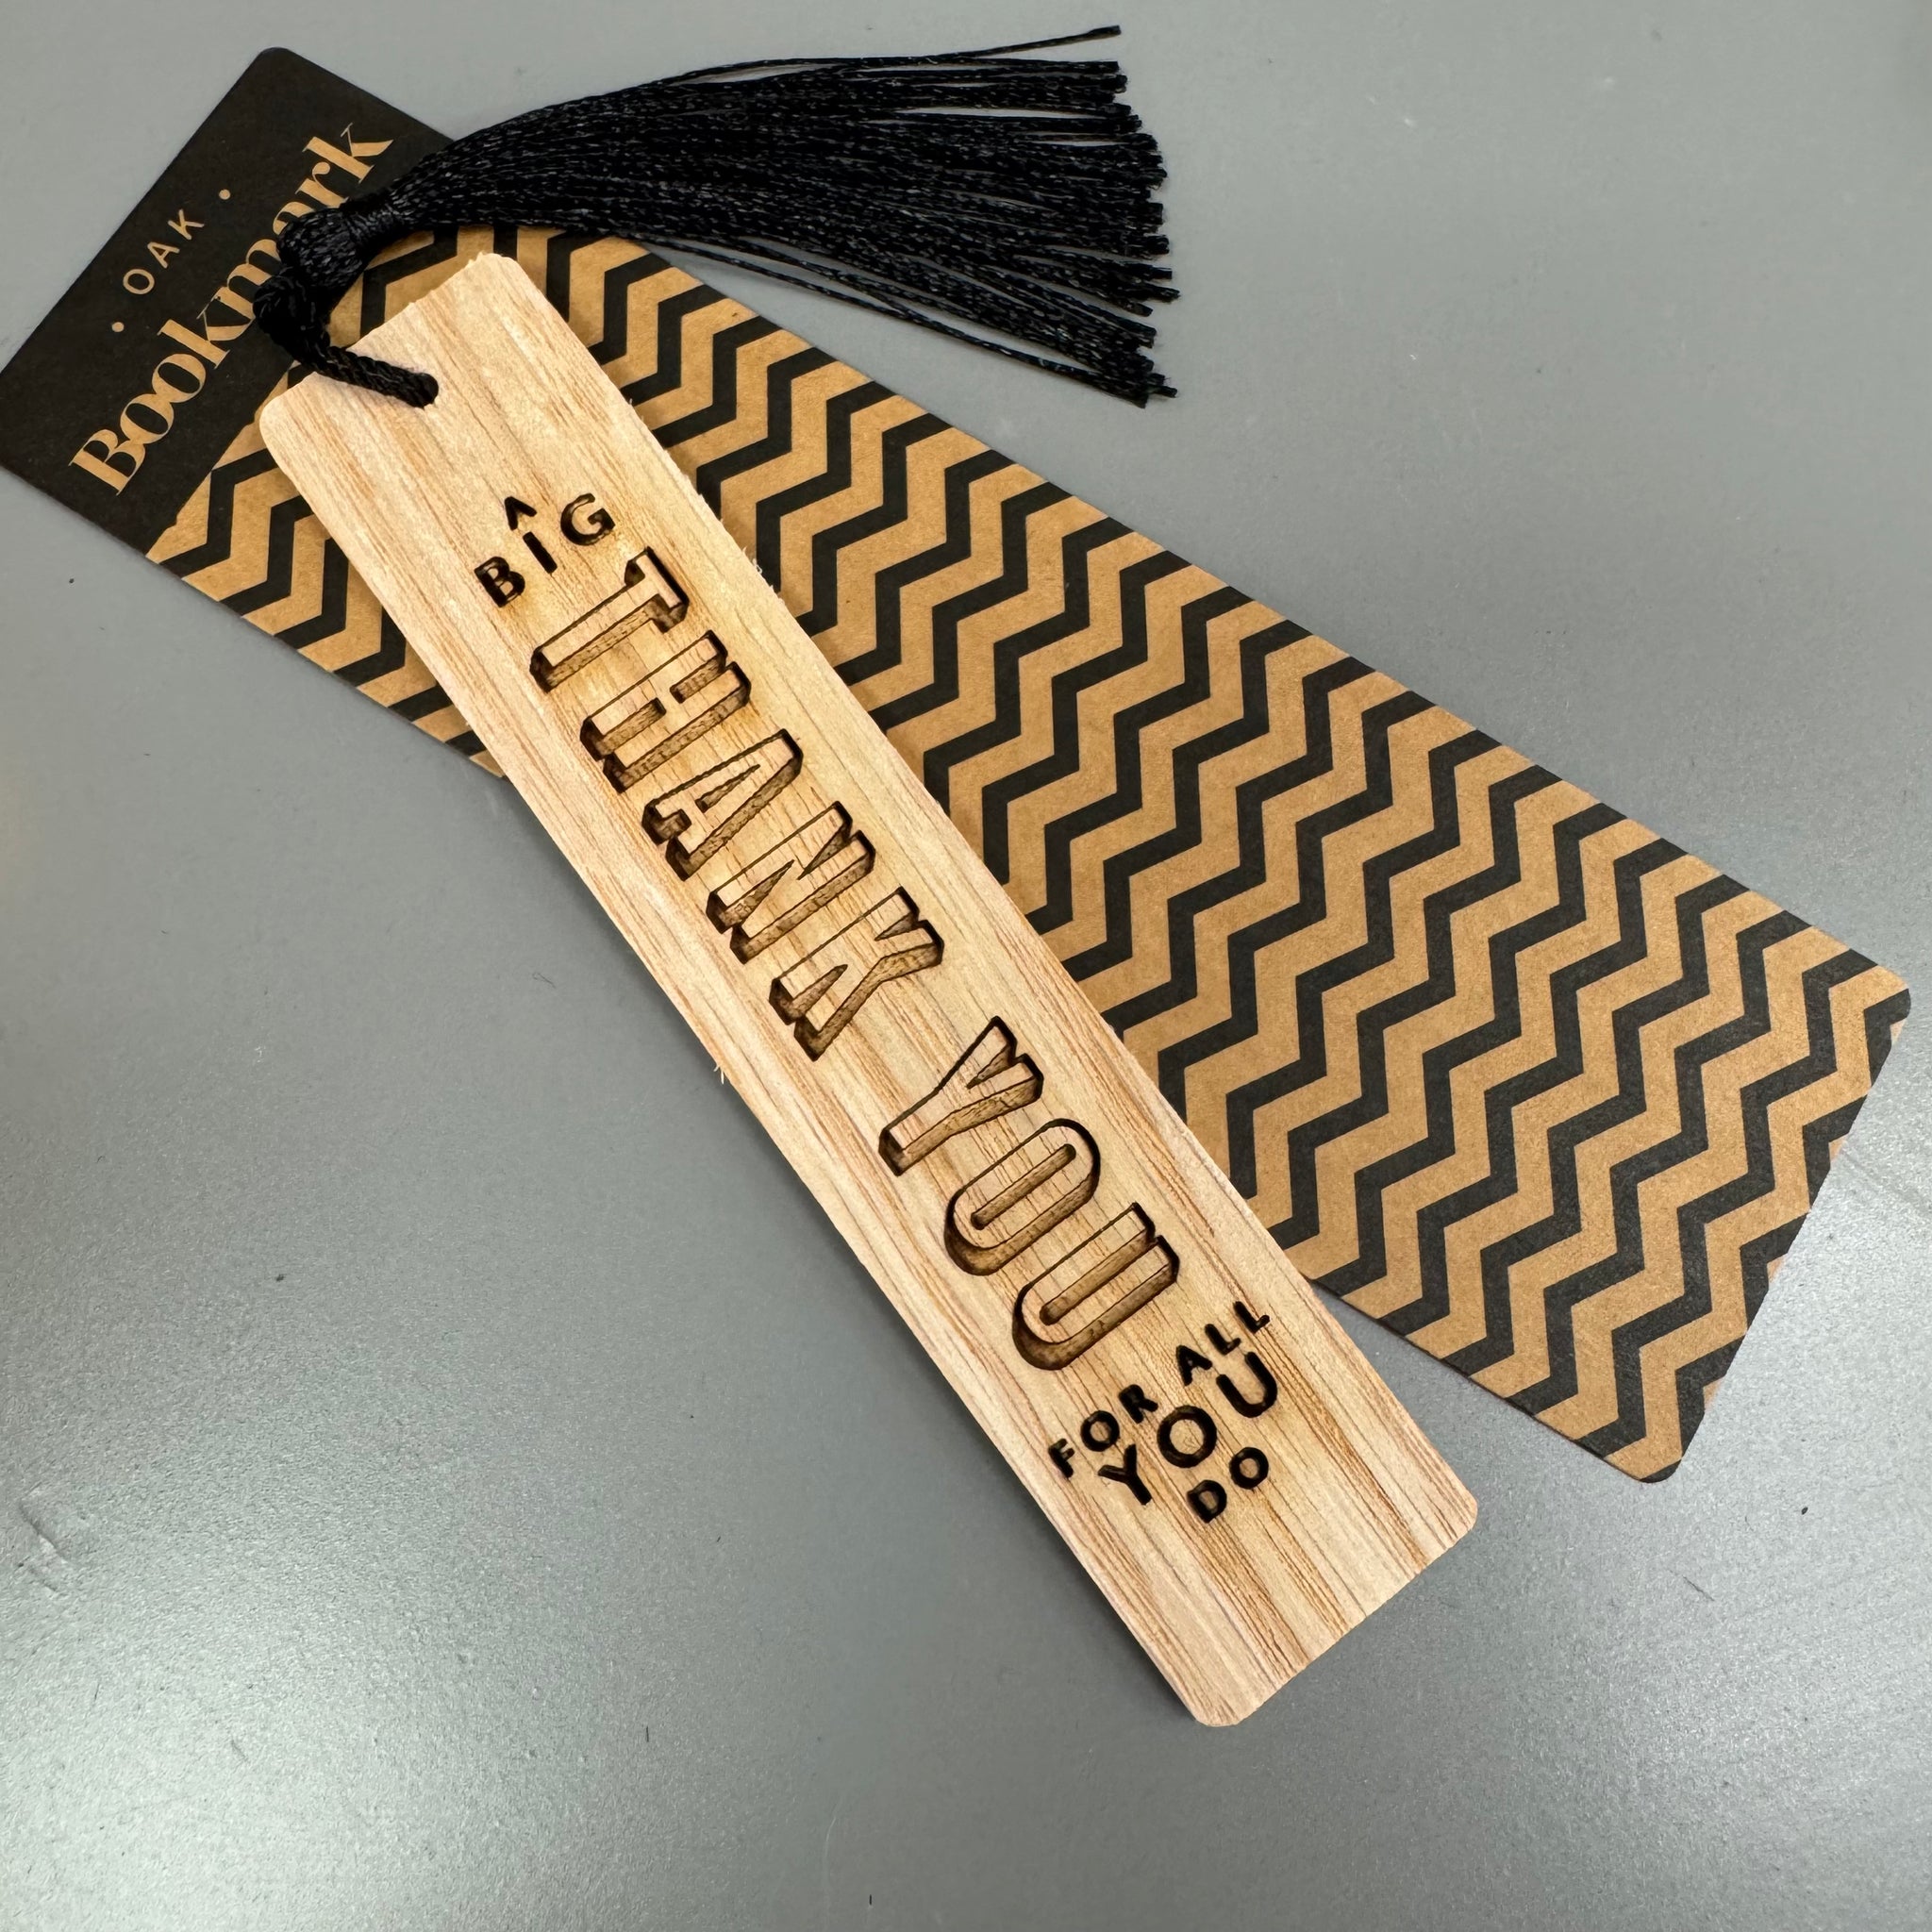 • OAK •
Bookmark
A
BIG
THANK YOU
FOR ALL
YOU
DO